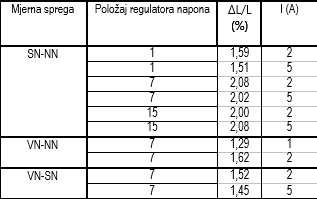 Mjerna sprega Položaj regulatora napona ΔL/L (%) I (A)
SN-NN 1 1,59 2
1 1,51 5
7 2,08 2
7 2,02 5
15 2,00 2
15 2,08 5
VN-NN 7 1,29 1
7 1,62 2
VN-SN 7 1,52 2
7 1,45 5